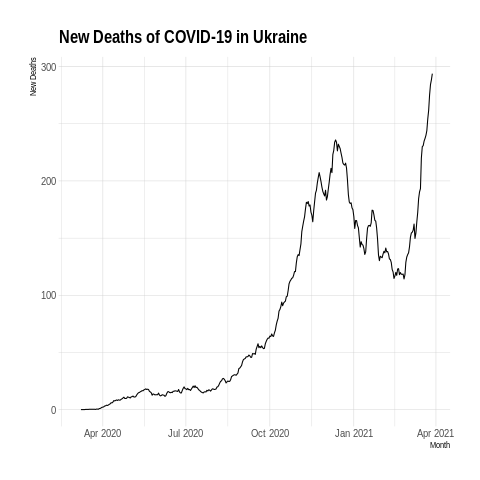 New Deaths of COVID-19 in Ukraine
New Deaths
300
200
100
0
Apr 2020 Jul 2020 Oct 2020 Jan 2021 Apr 2021
Month